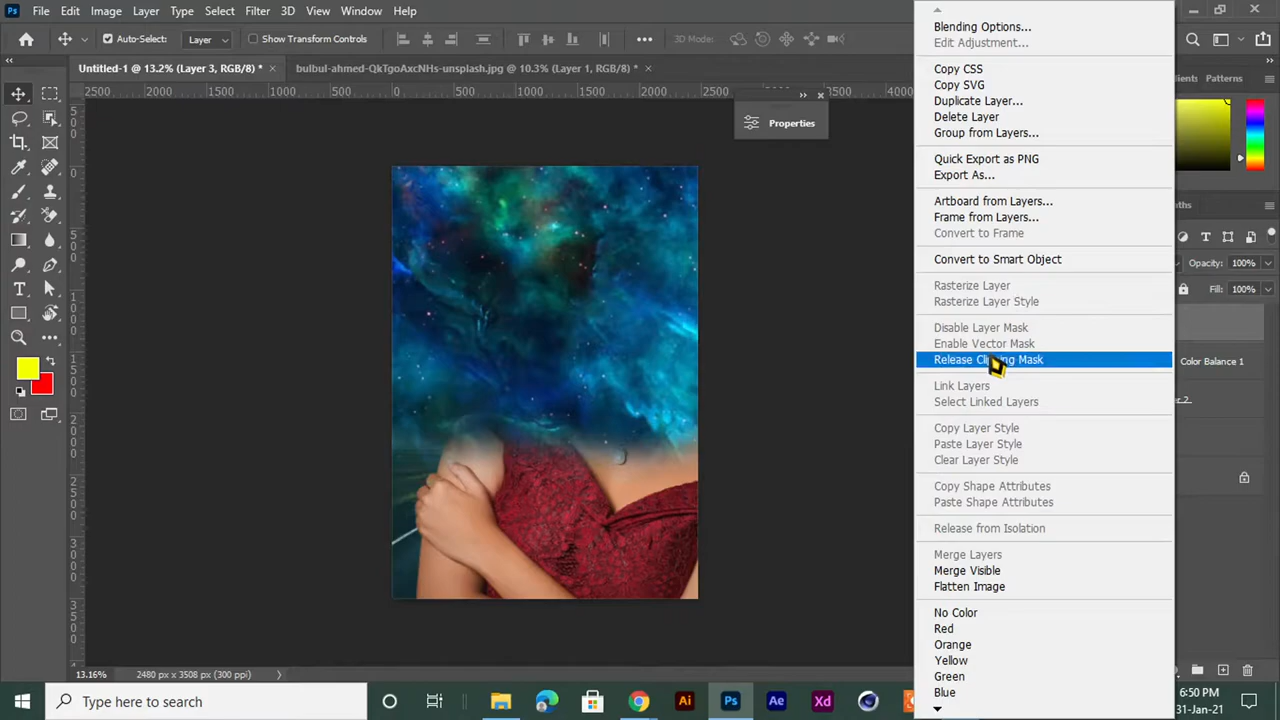 Ps File Edit Image Layer Type Select Filter 3D View Window Help
Auto-Select: Layer Show Transform Controls 3D Mode:
Untitled-1 @ 13.2% (Layer 3, RGB/8) * × bulbul-ahmed-QkTgoAxcNHs-unsplash.jpg @ 10.3% (Layer 1, RGB/8) * ×
2500 2000 1500 1000 500 0 500 1000 1500 2000 2500 3000 3500 4000
Properties
dients Patterns
ths
Opacity: 100%
Fill: 100%
Color Balance 1
Blending Options...
Edit Adjustment...
Copy CSS
Copy SVG
Duplicate Layer...
Delete Layer
Group from Layers...
Quick Export as PNG
Export As...
Artboard from Layers...
Frame from Layers...
Convert to Frame
Convert to Smart Object
Rasterize Layer
Rasterize Layer Style
Disable Layer Mask
Enable Vector Mask
Release Clipping Mask
Link Layers
Select Linked Layers
Copy Layer Style
Paste Layer Style
Clear Layer Style
Copy Shape Attributes
Paste Shape Attributes
Release from Isolation
Merge Layers
Merge Visible
Flatten Image
No Color
Red
Orange
Yellow
Green
Blue
13.16% 2480 px x 3508 px (300 ppi)
Type here to search
Ai Ps Ae Xd
6:50 PM
31-Jan-21